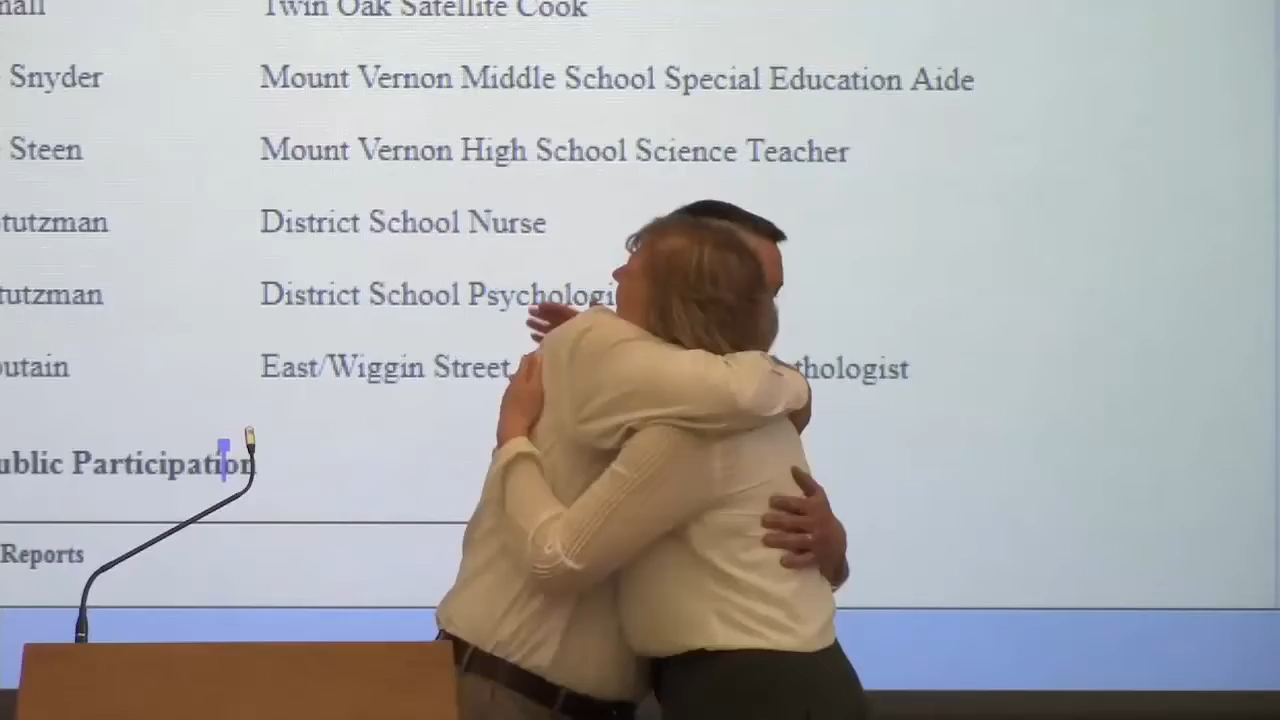 Twin Oak Satellite Cook
Snyder Mount Vernon Middle School Special Education Aide
Steen Mount Vernon High School Science Teacher
tutzman District School Nurse
tutzman District School Psychologi
utain East/Wiggin Street thologist
ublic Participation
Reports